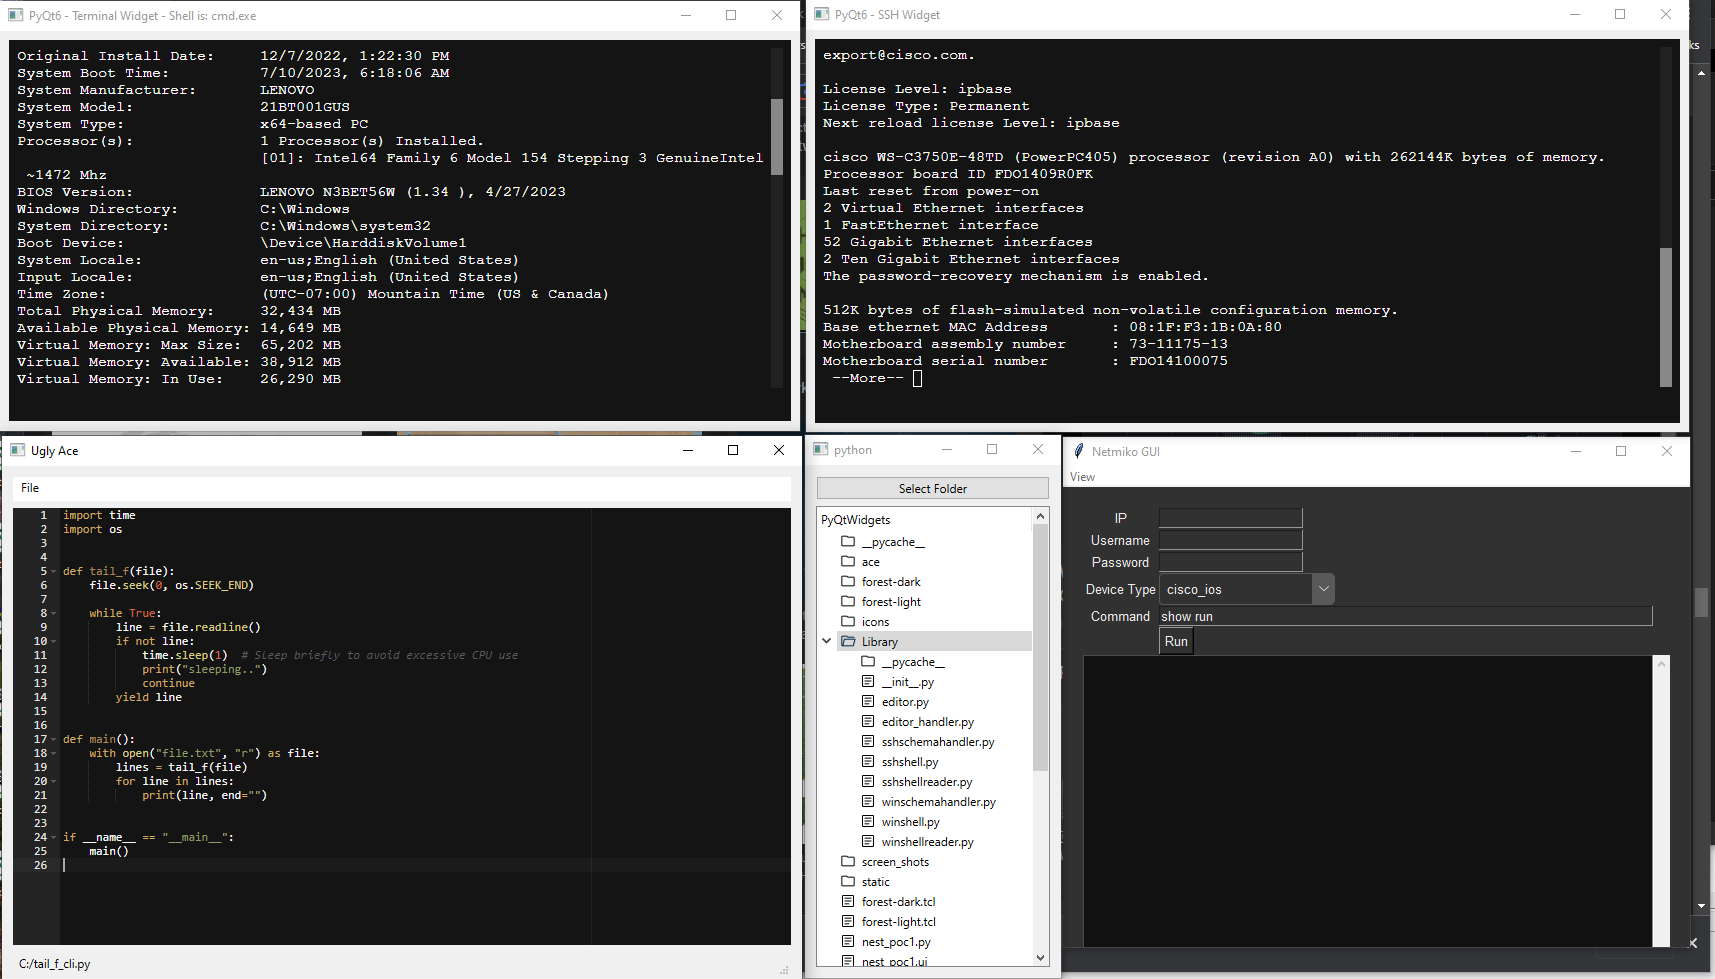 PyQt6 - Terminal Widget - Shell is: cmd.exe
Original Install Date:     12/7/2022, 1:22:30 PM
System Boot Time:          7/10/2023, 6:18:06 AM
System Manufacturer:       LENOVO
System Model:              21BT001GUS
System Type:               x64-based PC
Processor(s):              1 Processor(s) Installed.
[01]: Intel64 Family 6 Model 154 Stepping 3 GenuineIntel
~1472 Mhz
BIOS Version:              LENOVO N3BET56W (1.34 ), 4/27/2023
Windows Directory:         C:\Windows
System Directory:          C:\Windows\system32
Boot Device:               \Device\HarddiskVolume1
System Locale:             en-us;English (United States)
Input Locale:              en-us;English (United States)
Time Zone:                 (UTC-07:00) Mountain Time (US & Canada)
Total Physical Memory:     32,434 MB
Available Physical Memory: 14,649 MB
Virtual Memory: Max Size:  65,202 MB
Virtual Memory: Available: 38,912 MB
Virtual Memory: In Use:    26,290 MB
PyQt6 - SSH Widget
export@cisco.com.
License Level: ipbase
License Type: Permanent
Next reload license Level: ipbase
cisco WS-C3750E-48TD (PowerPC405) processor (revision A0) with 262144K bytes of memory.
Processor board ID FDO1409R0FK
Last reset from power-on
2 Virtual Ethernet interfaces
1 FastEthernet interface
52 Gigabit Ethernet interfaces
2 Ten Gigabit Ethernet interfaces
The password-recovery mechanism is enabled.
512K bytes of flash-simulated non-volatile configuration memory.
Base ethernet MAC Address       : 08:1F:F3:1B:0A:80
Motherboard assembly number     : 73-11175-13
Motherboard serial number       : FDO14100075
--More--
Ugly Ace
File
1 import time
2 import os
3
4
5 def tail_f(file):
6     file.seek(0, os.SEEK_END)
7
8     while True:
9         line = file.readline()
10         if not line:
11             time.sleep(1)  # Sleep briefly to avoid excessive CPU use
12             print("sleeping..")
13             continue
14         yield line
15
16
17 def main():
18     with open("file.txt", "r") as file:
19         lines = tail_f(file)
20         for line in lines:
21             print(line, end="")
22
23
24 if __name__ == "__main__":
25     main()
26
C:/tail_f_cli.py
python
Select Folder
PyQtWidgets
__pycache__
ace
forest-dark
forest-light
icons
Library
__pycache__
__init__.py
editor.py
editor_handler.py
sshschemahandler.py
sshshell.py
sshshellreader.py
winschemahandler.py
winshell.py
winshellreader.py
screen_shots
static
forest-dark.tcl
forest-light.tcl
nest_poc1.py
nest_poc1.ui
Netmiko GUI
View
IP
Username
Password
Device Type cisco_ios
Command show run
Run